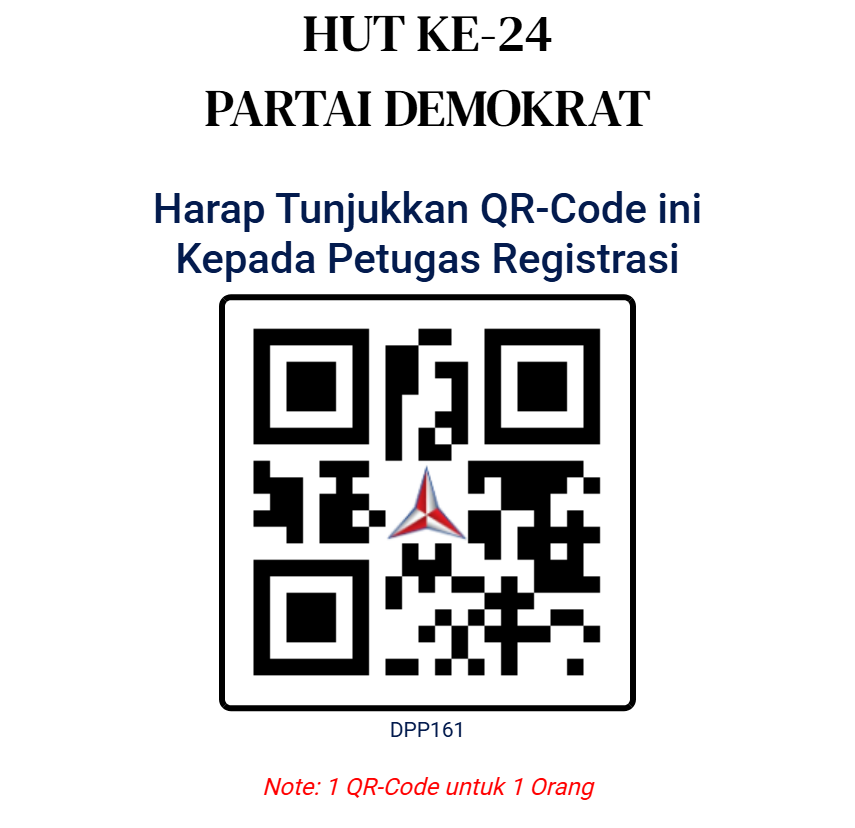 HUT KE-24
PARTAI DEMOKRAT
Harap Tunjukkan QR-Code ini
Kepada Petugas Registrasi
DPP161
Note: 1 QR-Code untuk 1 Orang